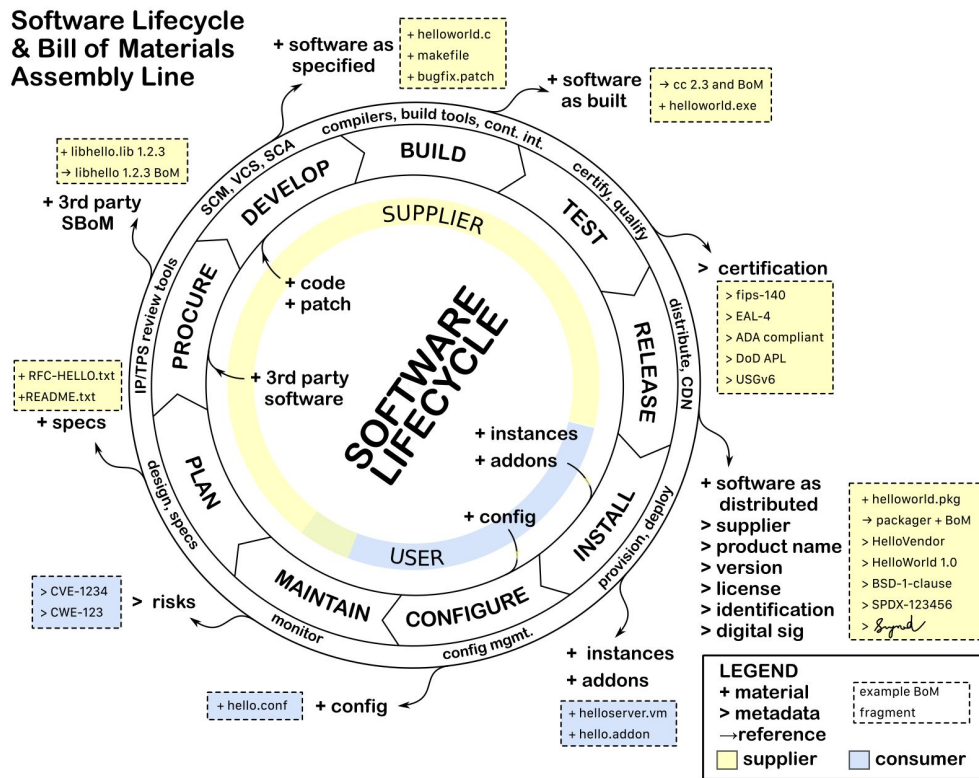 Software Lifecycle
& Bill of Materials
Assembly Line
+ software as
specified
+ helloworld.c
+ makefile
+ bugfix.patch
+ software
as built
→ cc 2.3 and BoM
+ helloworld.exe
+ libhello.lib 1.2.3
→ libhello 1.2.3 BoM
+ 3rd party
SBoM
SCM, VCS, SCA
compilers, build tools, cont. int.
certify, qualify
distribute, CDN
provision, deploy
config mgmt.
monitor
design, specs
IP/TPS review tools
DEVELOP
BUILD
TEST
RELEASE
INSTALL
CONFIGURE
MAINTAIN
PLAN
PROCURE
SUPPLIER
USER
+ code
+ patch
+ 3rd party
software
SOFTWARE
LIFECYCLE
+ instances
+ addons
+ config
> certification
> fips-140
> EAL-4
> ADA compliant
> DoD APL
> USGv6
+ RFC-HELLO.txt
+README.txt
+ specs
+ software as
distributed
> supplier
> product name
> version
> license
> identification
> digital sig
+ helloworld.pkg
→ packager + BoM
> HelloVendor
> HelloWorld 1.0
> BSD-1-clause
> SPDX-123456
> Signed
> CVE-1234
> CWE-123
> risks
+ hello.conf
+ config
+ instances
+ addons
+ helloserver.vm
+ hello.addon
LEGEND
+ material
> metadata
→reference
example BoM
fragment
supplier
consumer